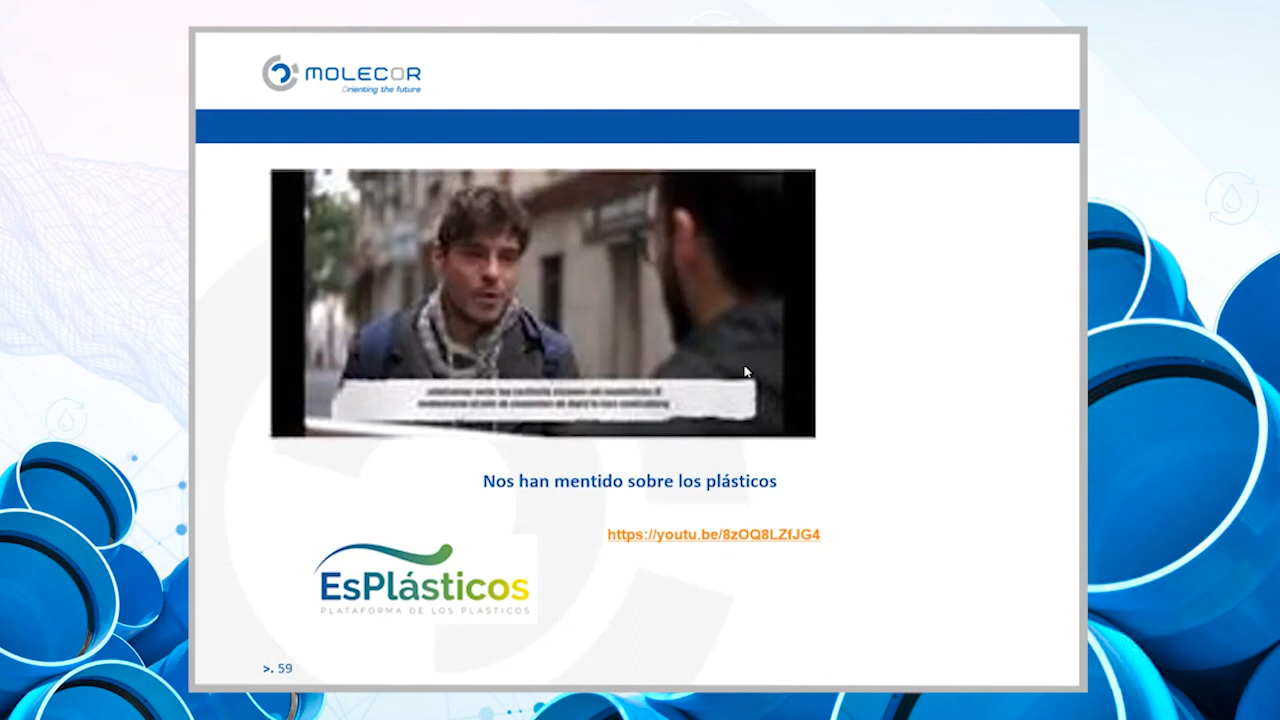 MOLECOR
Orienting the future
Nos han mentido sobre los plásticos
https://youtu.be/8zOQ8LZfJG4
EsPlásticos
PLATAFORMA DE LOS PLASTICOS
>. 59